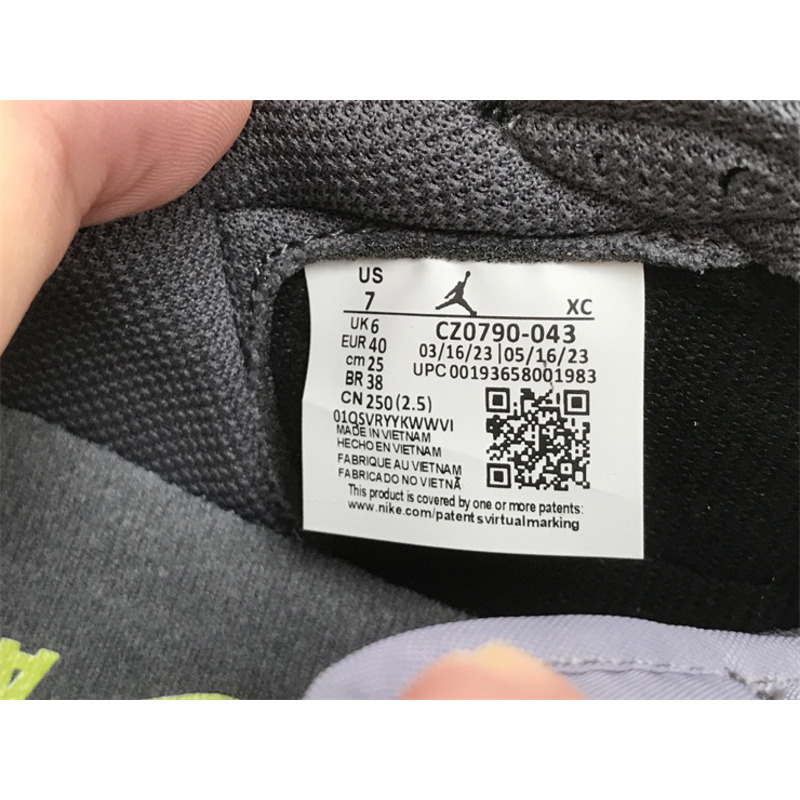 US
7 XC
UK 6 CZ0790-043
EUR 40 03/16/23 | 05/16/23
cm 25 UPC 00193658001983
BR 38
CN 250 (2.5)
01QSVRYYKWWVI
MADE IN VIETNAM
HECHO EN VIETNAM
FABRIQUE AU VIETNAM
FABRICADO NO VIETNÃ
This product is covered by one or more patents:
www.nike.com/patentsvirtualmarking